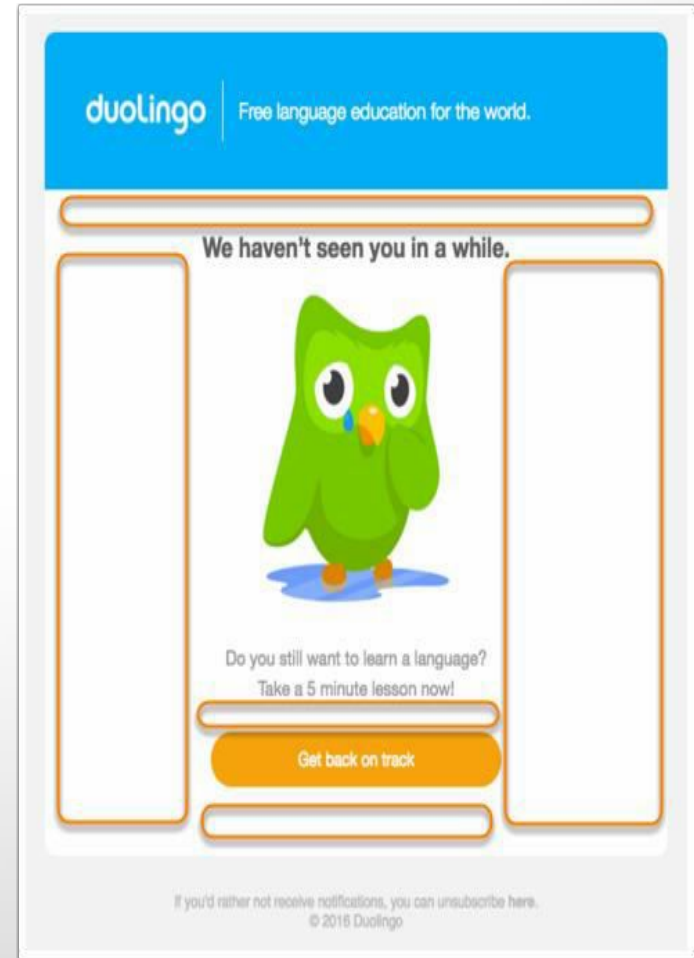 duolingo
Free language education for the world.
We haven't seen you in a while.
Do you still want to learn a language?
Take a 5 minute lesson now!
Get back on track
If you'd rather not receive notifications, you can unsubscribe here.
© 2016 Duolingo